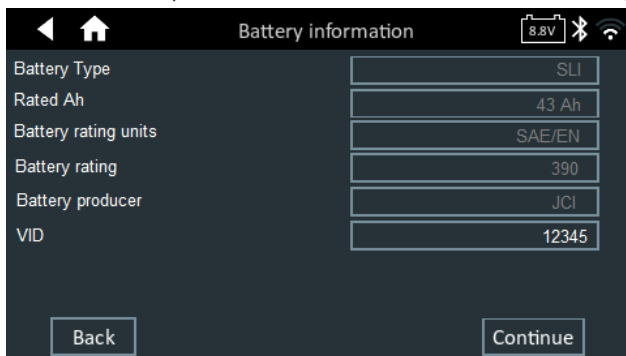 Battery information 8.8V
Battery Type SLI
Rated Ah 43 Ah
Battery rating units SAE/EN
Battery rating 390
Battery producer JCI
VID 12345
Back Continue